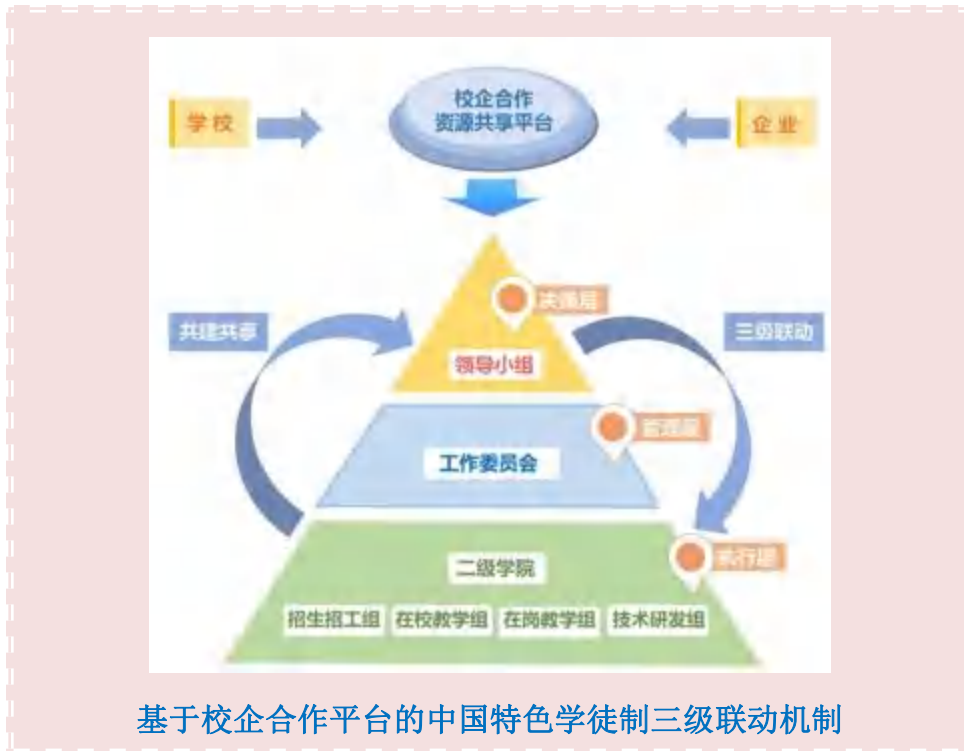 校企合作
资源共享平台
学校
企业
决策层
共建共享
三级联动
领导小组
管理层
工作委员会
执行层
二级学院
招生招工组 在校教学组 在岗教学组 技术研发组
基于校企合作平台的中国特色学徒制三级联动机制